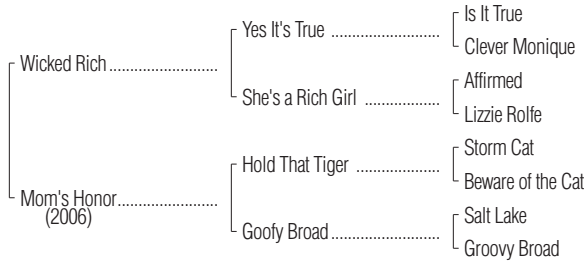 Is It True
Yes It's True ....................
Clever Monique
Wicked Rich....................
Affirmed
She's a Rich Girl ....................
Lizzie Rolfe
Storm Cat
Hold That Tiger ....................
Beware of the Cat
Mom's Honor....................
(2006)
Salt Lake
Goofy Broad....................
Groovy Broad